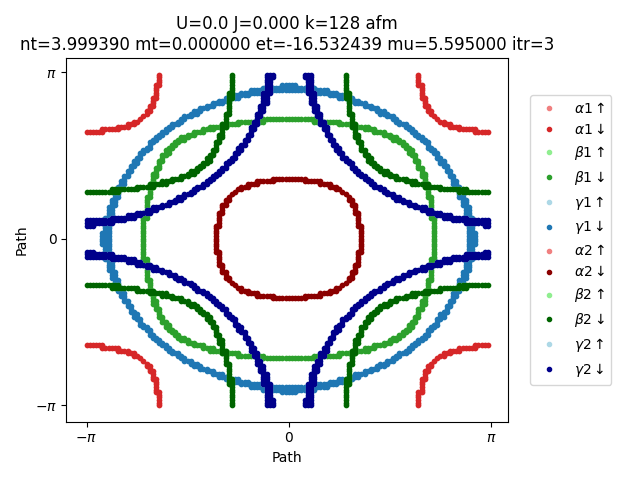 U=0.0 J=0.000 k=128 afm
nt=3.999390 mt=0.000000 et=-16.532439 mu=5.595000 itr=3
π
0
−π
Path
−π
0
π
Path
α1↑
α1↓
β1↑
β1↓
γ1↑
γ1↓
α2↑
α2↓
β2↑
β2↓
γ2↑
γ2↓